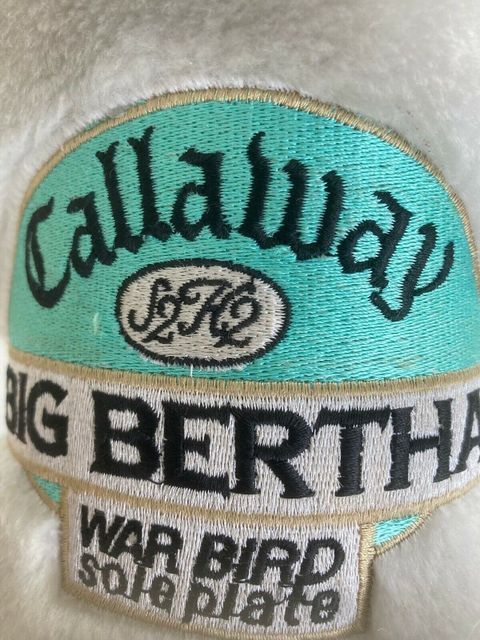 Callaway
S2H2
BIG BERTHA
WAR BIRD
sole plate